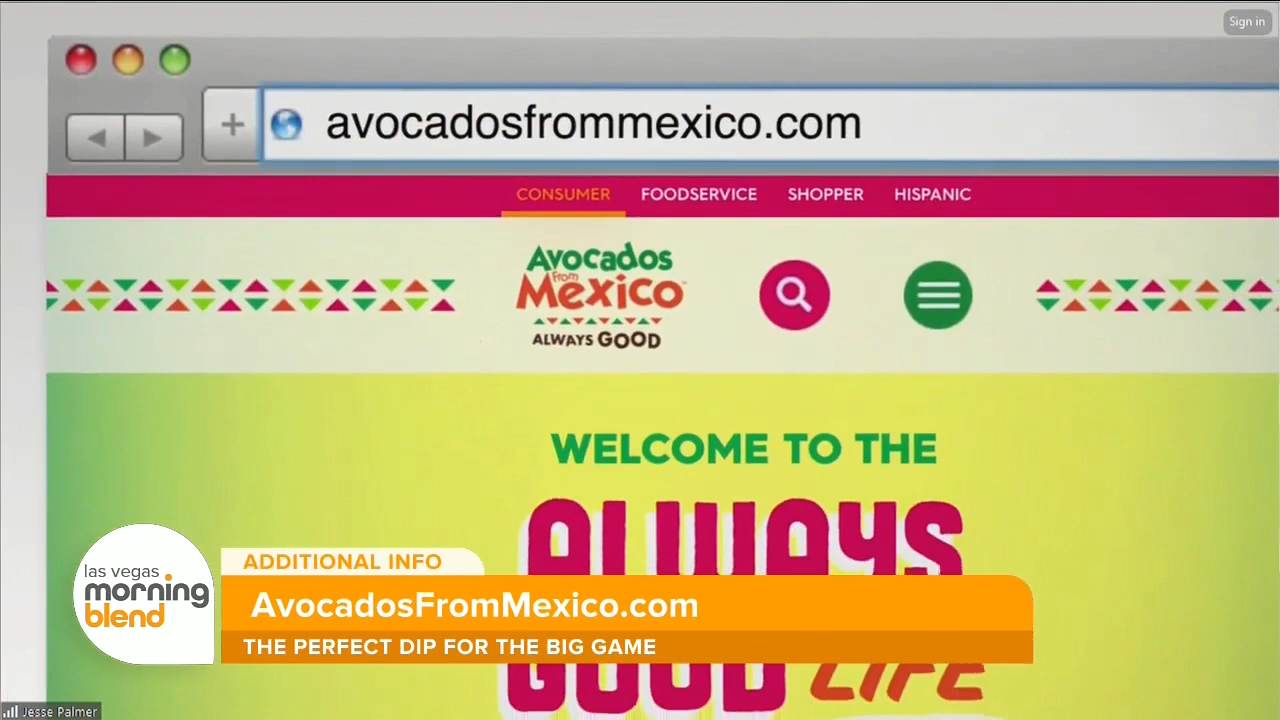 Sign in
avocadosfrommexico.com
CONSUMER FOODSERVICE SHOPPER HISPANIC
Avocados
From
Mexico
ALWAYS GOOD
WELCOME TO THE
ALWAYS
GOOD LIFE
las vegas
morning
blend
ADDITIONAL INFO
AvocadosFromMexico.com
THE PERFECT DIP FOR THE BIG GAME
Jesse Palmer